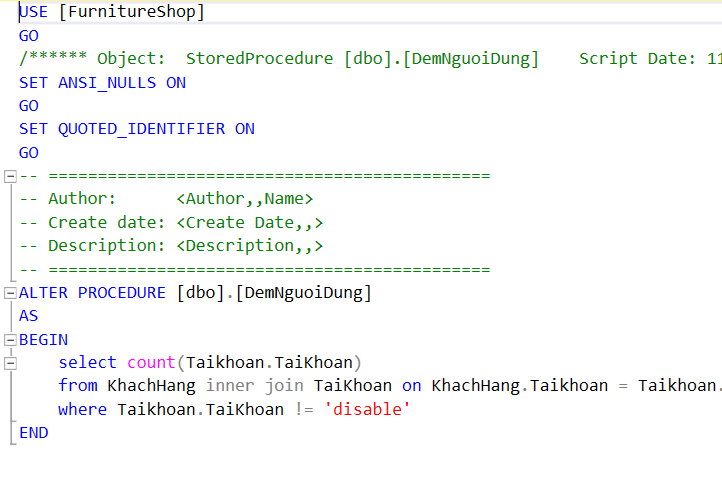 USE [FurnitureShop]
GO
/****** Object:  StoredProcedure [dbo].[DemNguoiDung]    Script Date: 11
SET ANSI_NULLS ON
GO
SET QUOTED_IDENTIFIER ON
GO
-- =============================================
-- Author:      <Author,,Name>
-- Create date: <Create Date,,>
-- Description: <Description,,>
-- =============================================
ALTER PROCEDURE [dbo].[DemNguoiDung]
AS
BEGIN
    select count(Taikhoan.TaiKhoan)
    from KhachHang inner join TaiKhoan on KhachHang.Taikhoan = Taikhoan.
    where Taikhoan.TaiKhoan != 'disable'
END